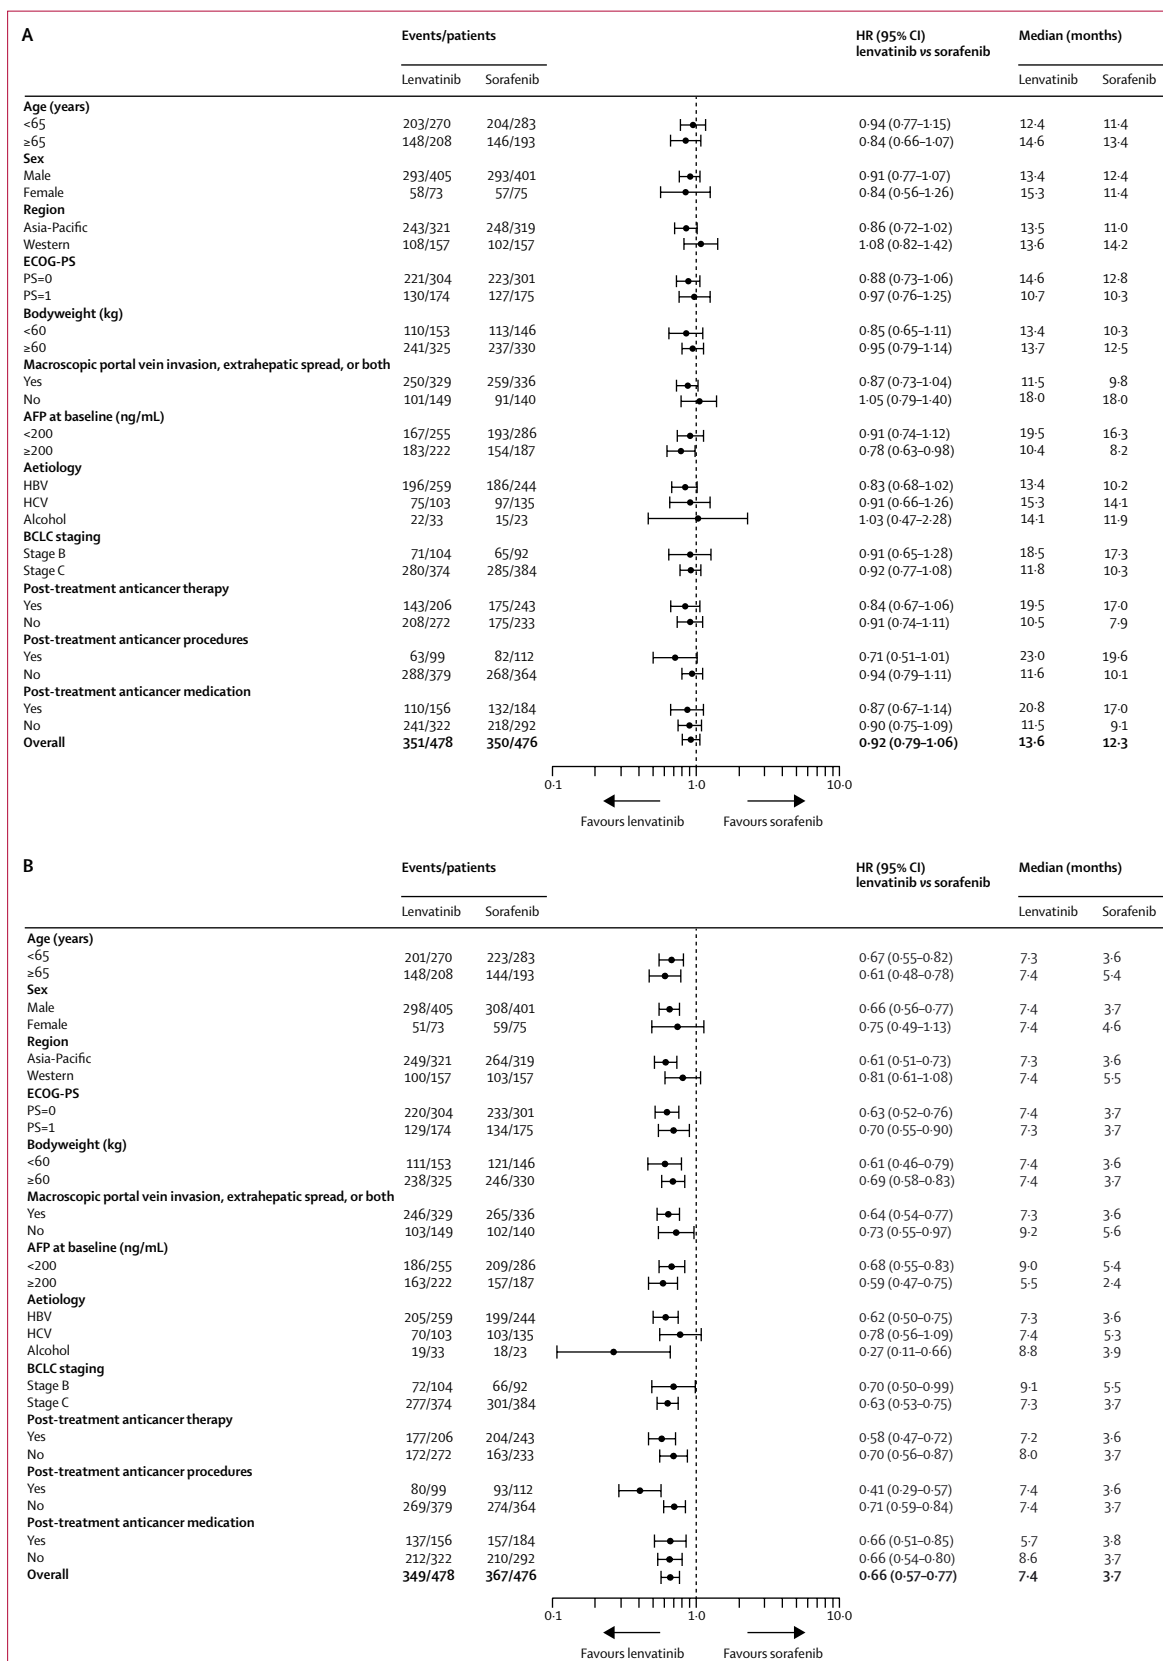 A Events/patients HR (95% CI) Median (months)
lenvatinib vs sorafenib
Lenvatinib Sorafenib Lenvatinib Sorafenib
Age (years)
<65 203/270 204/283 0·94 (0·77–1·15) 12·4 11·4
≥65 148/208 146/193 0·84 (0·66–1·07) 14·6 13·4
Sex
Male 293/405 293/401 0·91 (0·77–1·07) 13·4 12·4
Female 58/73 57/75 0·84 (0·56–1·26) 15·3 11·4
Region
Asia-Pacific 243/321 248/319 0·86 (0·72–1·02) 13·5 11·0
Western 108/157 102/157 1·08 (0·82–1·42) 13·6 14·2
ECOG-PS
PS=0 221/304 223/301 0·88 (0·73–1·06) 14·6 12·8
PS=1 130/174 127/175 0·97 (0·76–1·25) 10·7 10·3
Bodyweight (kg)
<60 110/153 113/146 0·85 (0·65–1·11) 13·4 10·3
≥60 241/325 237/330 0·95 (0·79–1·14) 13·7 12·5
Macroscopic portal vein invasion, extrahepatic spread, or both
Yes 250/329 259/336 0·87 (0·73–1·04) 11·5 9·8
No 101/149 91/140 1·05 (0·79–1·40) 18·0 18·0
AFP at baseline (ng/mL)
<200 167/255 193/286 0·91 (0·74–1·12) 19·5 16·3
≥200 183/222 154/187 0·78 (0·63–0·98) 10·4 8·2
Aetiology
HBV 196/259 186/244 0·83 (0·68–1·02) 13·4 10·2
HCV 75/103 97/135 0·91 (0·66–1·26) 15·3 14·1
Alcohol 22/33 15/23 1·03 (0·47–2·28) 14·1 11·9
BCLC staging
Stage B 71/104 65/92 0·91 (0·65–1·28) 18·5 17·3
Stage C 280/374 285/384 0·92 (0·77–1·08) 11·8 10·3
Post-treatment anticancer therapy
Yes 143/206 175/243 0·84 (0·67–1·06) 19·5 17·0
No 208/272 175/233 0·91 (0·74–1·11) 10·5 7·9
Post-treatment anticancer procedures
Yes 63/99 82/112 0·71 (0·51–1·01) 23·0 19·6
No 288/379 268/364 0·94 (0·79–1·11) 11·6 10·1
Post-treatment anticancer medication
Yes 110/156 132/184 0·87 (0·67–1·14) 20·8 17·0
No 241/322 218/292 0·90 (0·75–1·09) 11·5 9·1
Overall 351/478 350/476 0·92 (0·79–1·06) 13·6 12·3
0·1 1·0 10·0
Favours lenvatinib Favours sorafenib
B Events/patients HR (95% CI) Median (months)
lenvatinib vs sorafenib
Lenvatinib Sorafenib Lenvatinib Sorafenib
Age (years)
<65 201/270 223/283 0·67 (0·55–0·82) 7·3 3·6
≥65 148/208 144/193 0·61 (0·48–0·78) 7·4 5·4
Sex
Male 298/405 308/401 0·66 (0·56–0·77) 7·4 3·7
Female 51/73 59/75 0·75 (0·49–1·13) 7·4 4·6
Region
Asia-Pacific 249/321 264/319 0·61 (0·51–0·73) 7·3 3·6
Western 100/157 103/157 0·81 (0·61–1·08) 7·4 5·5
ECOG-PS
PS=0 220/304 233/301 0·63 (0·52–0·76) 7·4 3·7
PS=1 129/174 134/175 0·70 (0·55–0·90) 7·3 3·7
Bodyweight (kg)
<60 111/153 121/146 0·61 (0·46–0·79) 7·4 3·6
≥60 238/325 246/330 0·69 (0·58–0·83) 7·4 3·7
Macroscopic portal vein invasion, extrahepatic spread, or both
Yes 246/329 265/336 0·64 (0·54–0·77) 7·3 3·6
No 103/149 102/140 0·73 (0·55–0·97) 9·2 5·6
AFP at baseline (ng/mL)
<200 186/255 209/286 0·68 (0·55–0·83) 9·0 5·4
≥200 163/222 157/187 0·59 (0·47–0·75) 5·5 2·4
Aetiology
HBV 205/259 199/244 0·62 (0·50–0·75) 7·3 3·6
HCV 70/103 103/135 0·78 (0·56–1·09) 7·4 5·3
Alcohol 19/33 18/23 0·27 (0·11–0·66) 8·8 3·9
BCLC staging
Stage B 72/104 66/92 0·70 (0·50–0·99) 9·1 5·5
Stage C 277/374 301/384 0·63 (0·53–0·75) 7·3 3·7
Post-treatment anticancer therapy
Yes 177/206 204/243 0·58 (0·47–0·72) 7·2 3·6
No 172/272 163/233 0·70 (0·56–0·87) 8·0 3·7
Post-treatment anticancer procedures
Yes 80/99 93/112 0·41 (0·29–0·57) 7·4 3·6
No 269/379 274/364 0·71 (0·59–0·84) 7·4 3·7
Post-treatment anticancer medication
Yes 137/156 157/184 0·66 (0·51–0·85) 5·7 3·8
No 212/322 210/292 0·66 (0·54–0·80) 8·6 3·7
Overall 349/478 367/476 0·66 (0·57–0·77) 7·4 3·7
0·1 1·0 10·0
Favours lenvatinib Favours sorafenib